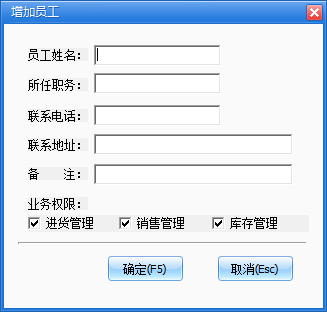 增加员工
员工姓名：
所任职务：
联系电话：
联系地址：
备　　注：
业务权限：
进货管理 销售管理 库存管理
确定(F5) 取消(Esc)